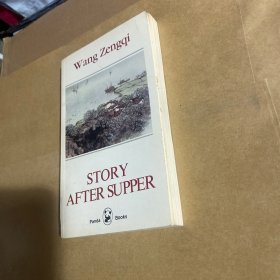 Wang Zengqi
STORY
AFTER SUPPER
Panda Books